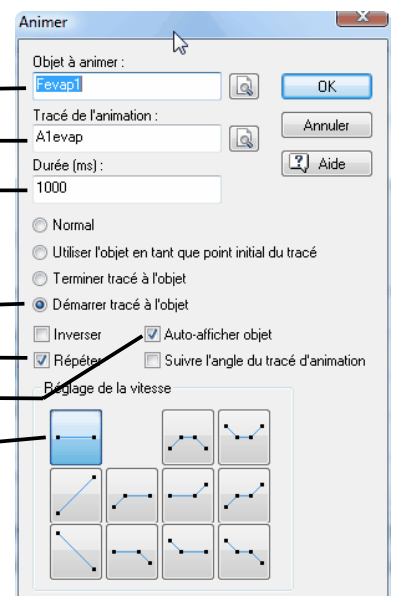 Animer
Objet à animer :
Fevap1
OK
Tracé de l'animation :
Annuler
A1evap
Aide
Durée (ms) :
1000
Normal
Utiliser l'objet en tant que point initial du tracé
Terminer tracé à l'objet
Démarrer tracé à l'objet
Inverser
Auto-afficher objet
Répéter
Suivre l'angle du tracé d'animation
Réglage de la vitesse